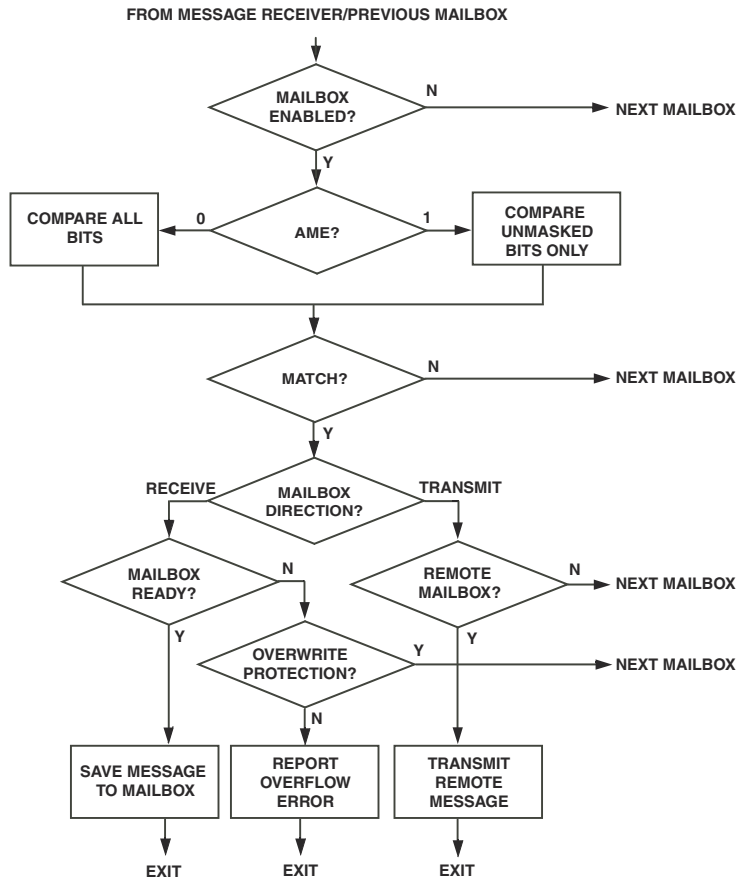 FROM MESSAGE RECEIVER/PREVIOUS MAILBOX
MAILBOX
ENABLED?
N
NEXT MAILBOX
Y
COMPARE ALL
BITS
0
AME?
1
COMPARE
UNMASKED
BITS ONLY
MATCH?
N
NEXT MAILBOX
Y
RECEIVE
MAILBOX
DIRECTION?
TRANSMIT
MAILBOX
READY?
N
REMOTE
MAILBOX?
N
NEXT MAILBOX
Y
Y
OVERWRITE
PROTECTION?
Y
NEXT MAILBOX
N
SAVE MESSAGE
TO MAILBOX
REPORT
OVERFLOW
ERROR
TRANSMIT
REMOTE
MESSAGE
EXIT
EXIT
EXIT